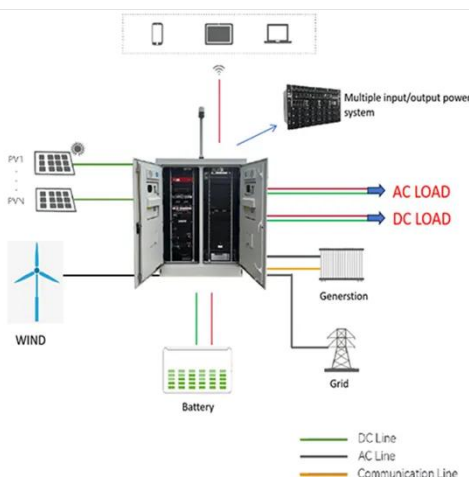 Multiple input/output power
system
PV1
PVN
AC LOAD
DC LOAD
WIND
Generstion
Battery
Grid
DC Line
AC Line
Communication Line